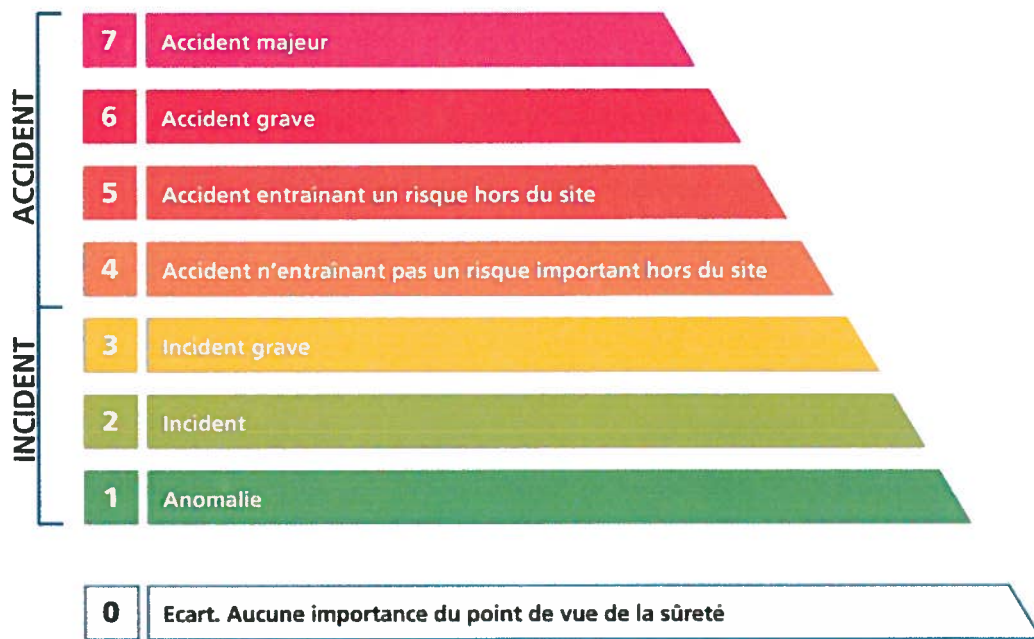 ACCIDENT
7 Accident majeur
6 Accident grave
5 Accident entraînant un risque hors du site
4 Accident n'entraînant pas un risque important hors du site
INCIDENT
3 Incident grave
2 Incident
1 Anomalie
0 Ecart. Aucune importance du point de vue de la sûreté